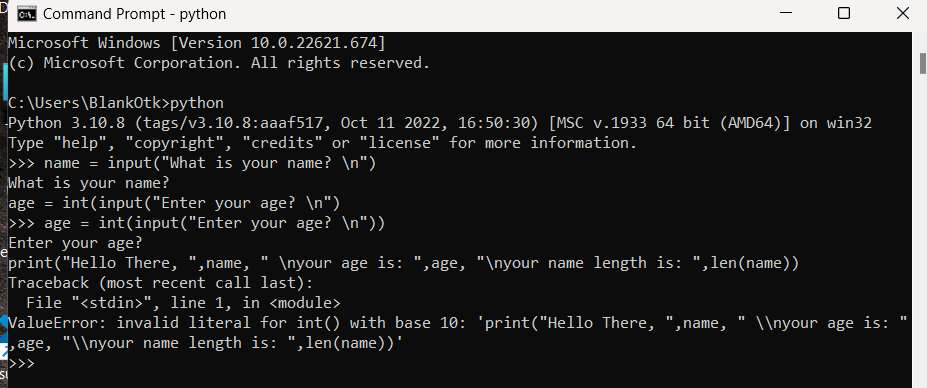 Command Prompt - python
Microsoft Windows [Version 10.0.22621.674]
(c) Microsoft Corporation. All rights reserved.
C:\Users\BlankOtk>python
Python 3.10.8 (tags/v3.10.8:aaaf517, Oct 11 2022, 16:50:30) [MSC v.1933 64 bit (AMD64)] on win32
Type "help", "copyright", "credits" or "license" for more information.
>>> name = input("What is your name? \n")
What is your name?
age = int(input("Enter your age? \n")
>>> age = int(input("Enter your age? \n"))
Enter your age?
print("Hello There, ",name, " \nyour age is: ",age, "\nyour name length is: ",len(name))
Traceback (most recent call last):
  File "<stdin>", line 1, in <module>
ValueError: invalid literal for int() with base 10: 'print("Hello There, ",name, " \\nyour age is: "
,age, "\\nyour name length is: ",len(name))'
>>>